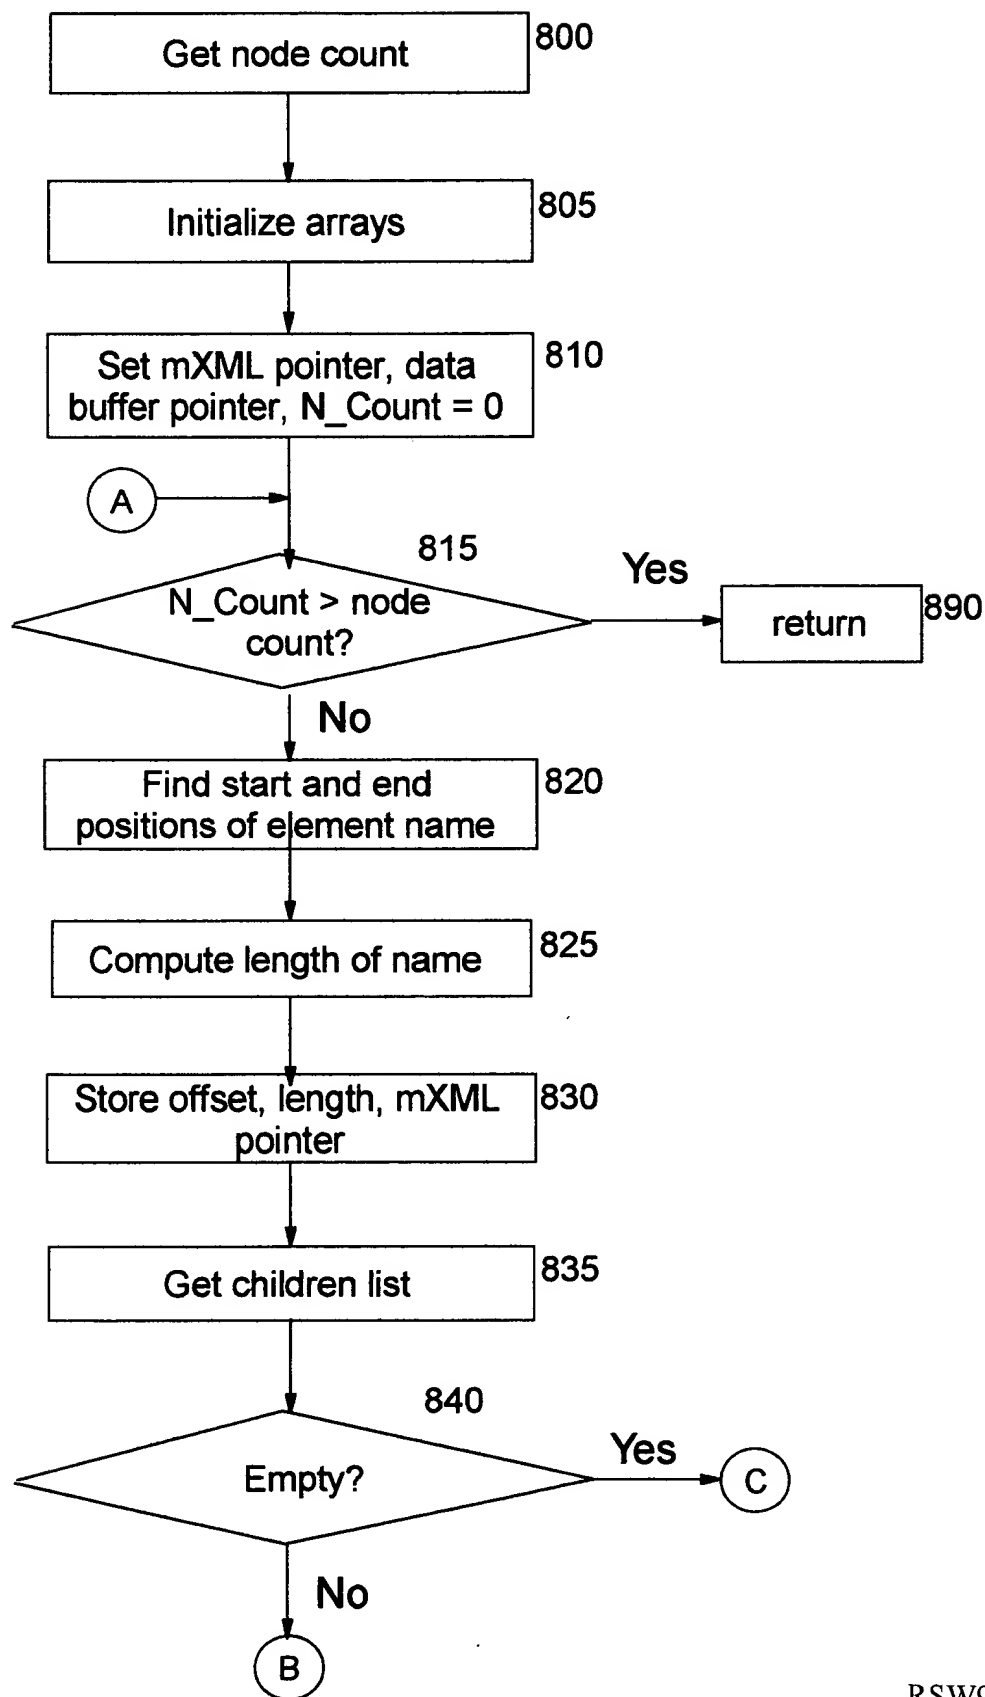 Get node count
800
Initialize arrays
805
Set mXML pointer, data
buffer pointer, N_Count = 0
810
A
815
N_Count > node
count?
Yes
return
890
No
Find start and end
positions of element name
820
Compute length of name
825
Store offset, length, mXML
pointer
830
Get children list
835
840
Empty?
Yes
C
No
B